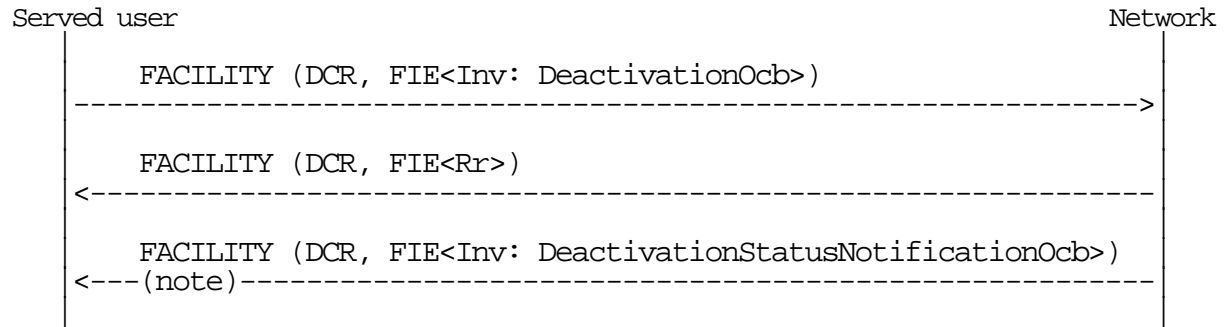 Served user Network
FACILITY (DCR, FIE<Inv: DeactivationOcb>)
FACILITY (DCR, FIE<Rr>)
FACILITY (DCR, FIE<Inv: DeactivationStatusNotificationOcb>)
(note)